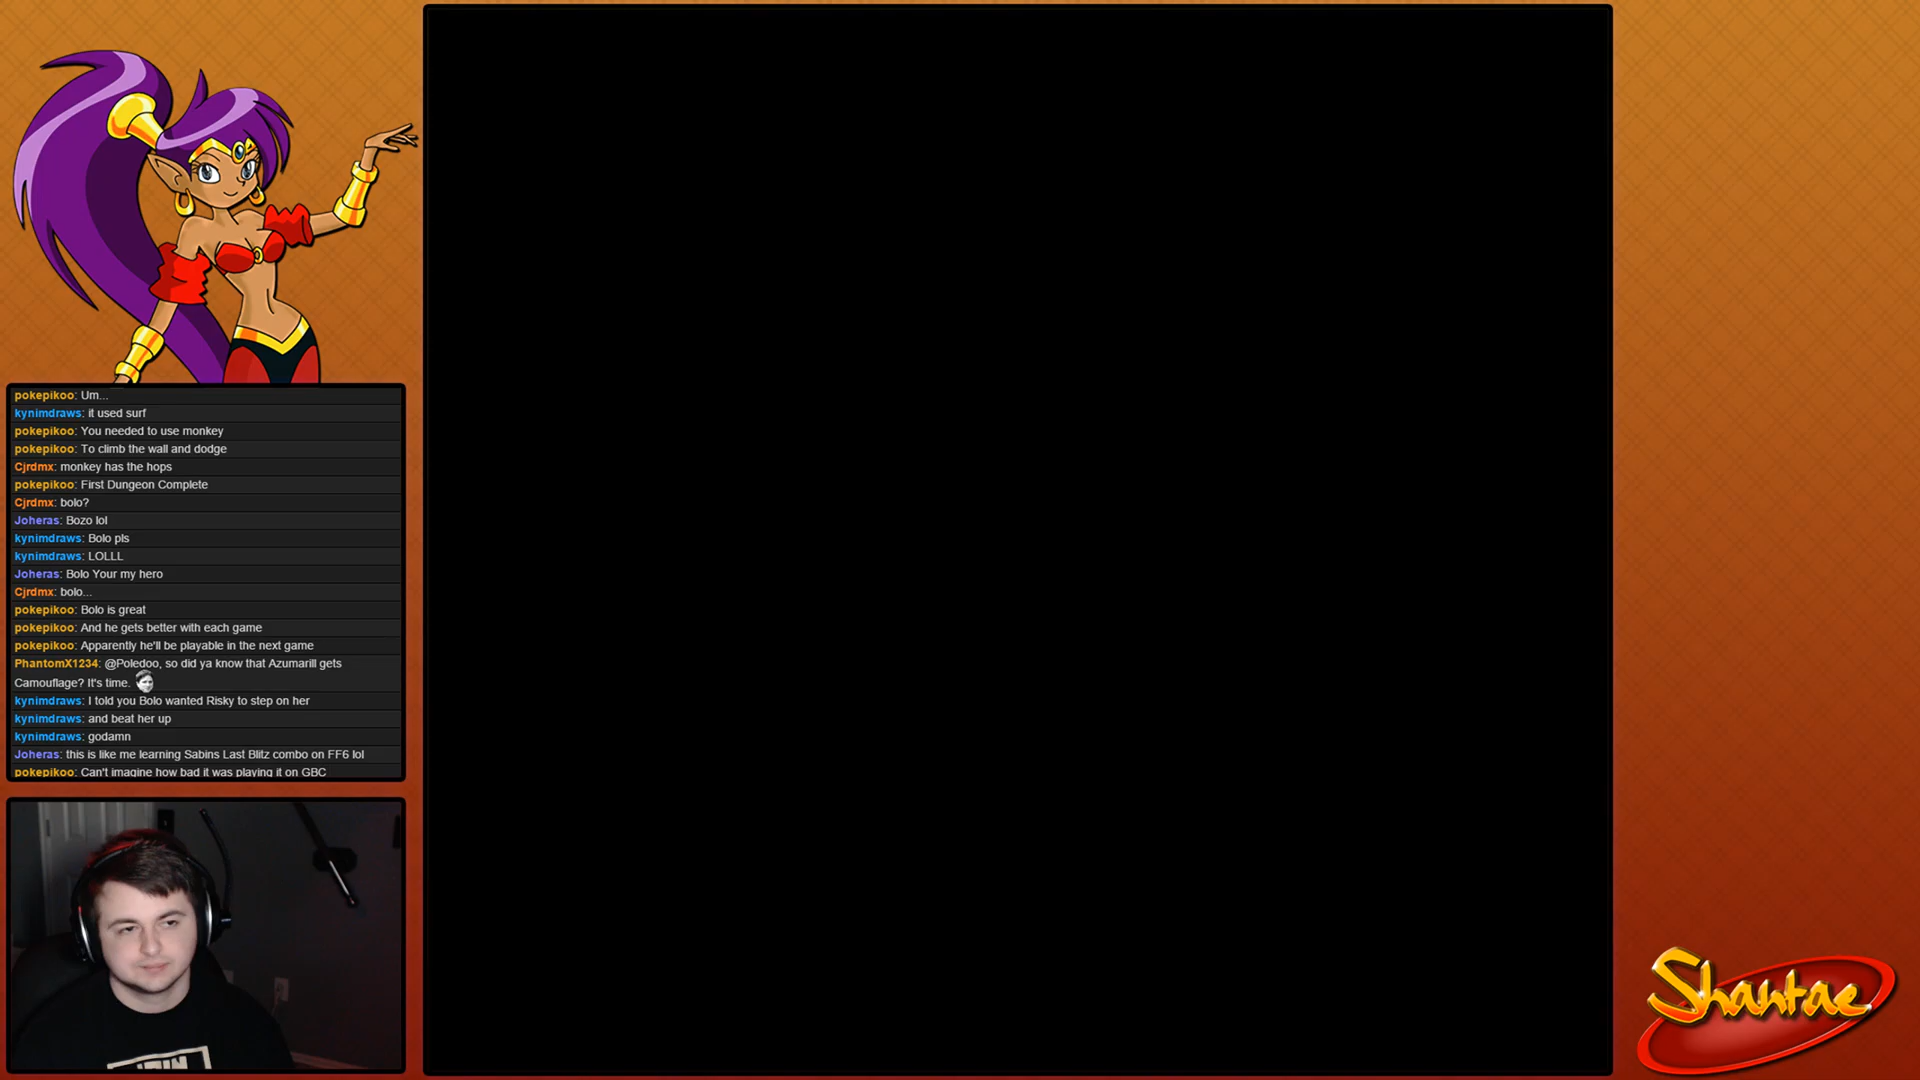 pokepikoo: Um...
kynimdraws: it used surf
pokepikoo: You needed to use monkey
pokepikoo: To climb the wall and dodge
Cjrdmx: monkey has the hops
pokepikoo: First Dungeon Complete
Cjrdmx: bolo?
Joheras: Bozo lol
kynimdraws: Bolo pls
kynimdraws: LOLLL
Joheras: Bolo Your my hero
Cjrdmx: bolo...
pokepikoo: Bolo is great
pokepikoo: And he gets better with each game
pokepikoo: Apparently he'll be playable in the next game
PhantomX1234: @Poledoo, so did ya know that Azumarill gets
Camouflage? It's time.
kynimdraws: I told you Bolo wanted Risky to step on her
kynimdraws: and beat her up
kynimdraws: godamn
Joheras: this is like me learning Sabins Last Blitz combo on FF6 lol
pokepikoo: Can't imagine how bad it was playing it on GBC
Shantae